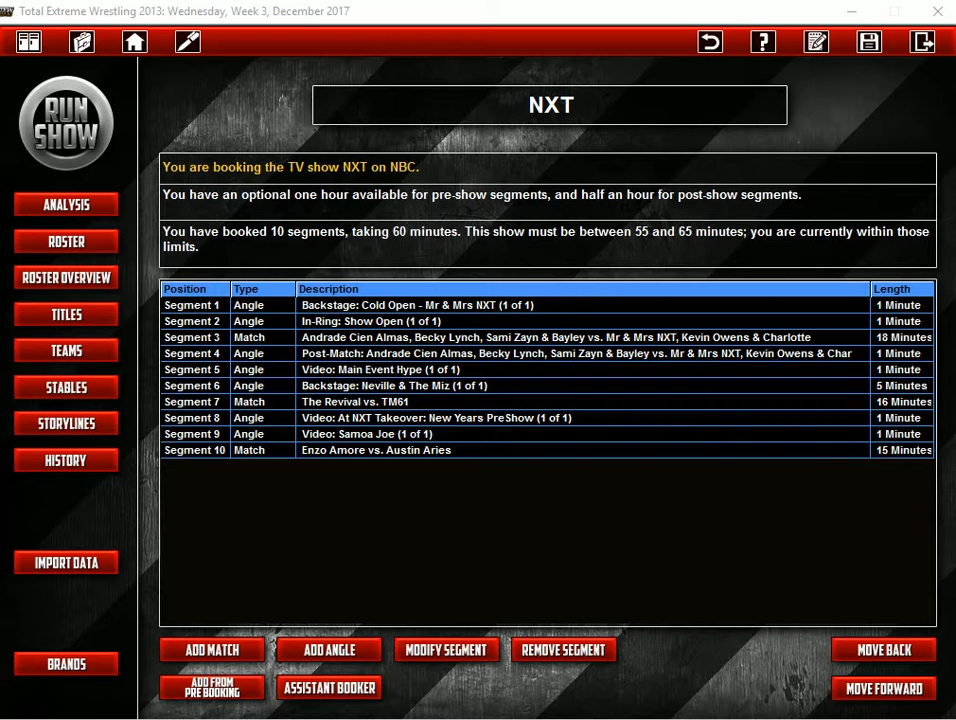 Total Extreme Wrestling 2013: Wednesday, Week 3, December 2017
RUN
SHOW
NXT
You are booking the TV show NXT on NBC.
You have an optional one hour available for pre-show segments, and half an hour for post-show segments.
You have booked 10 segments, taking 60 minutes. This show must be between 55 and 65 minutes; you are currently within those
limits.
ANALYSIS
ROSTER
ROSTER OVERVIEW
TITLES
TEAMS
STABLES
STORYLINES
HISTORY
IMPORT DATA
BRANDS
Position Type Description Length
Segment 1 Angle Backstage: Cold Open - Mr & Mrs NXT (1 of 1) 1 Minute
Segment 2 Angle In-Ring: Show Open (1 of 1) 1 Minute
Segment 3 Match Andrade Cien Almas, Becky Lynch, Sami Zayn & Bayley vs. Mr & Mrs NXT, Kevin Owens & Charlotte 18 Minutes
Segment 4 Angle Post-Match: Andrade Cien Almas, Becky Lynch, Sami Zayn & Bayley vs. Mr & Mrs NXT, Kevin Owens & Char 1 Minute
Segment 5 Angle Video: Main Event Hype (1 of 1) 1 Minute
Segment 6 Angle Backstage: Neville & The Miz (1 of 1) 5 Minutes
Segment 7 Match The Revival vs. TM61 16 Minutes
Segment 8 Angle Video: At NXT Takeover: New Years PreShow (1 of 1) 1 Minute
Segment 9 Angle Video: Samoa Joe (1 of 1) 1 Minute
Segment 10 Match Enzo Amore vs. Austin Aries 15 Minutes
ADD MATCH
ADD ANGLE
MODIFY SEGMENT
REMOVE SEGMENT
MOVE BACK
ADD FROM
PRE BOOKING
ASSISTANT BOOKER
MOVE FORWARD